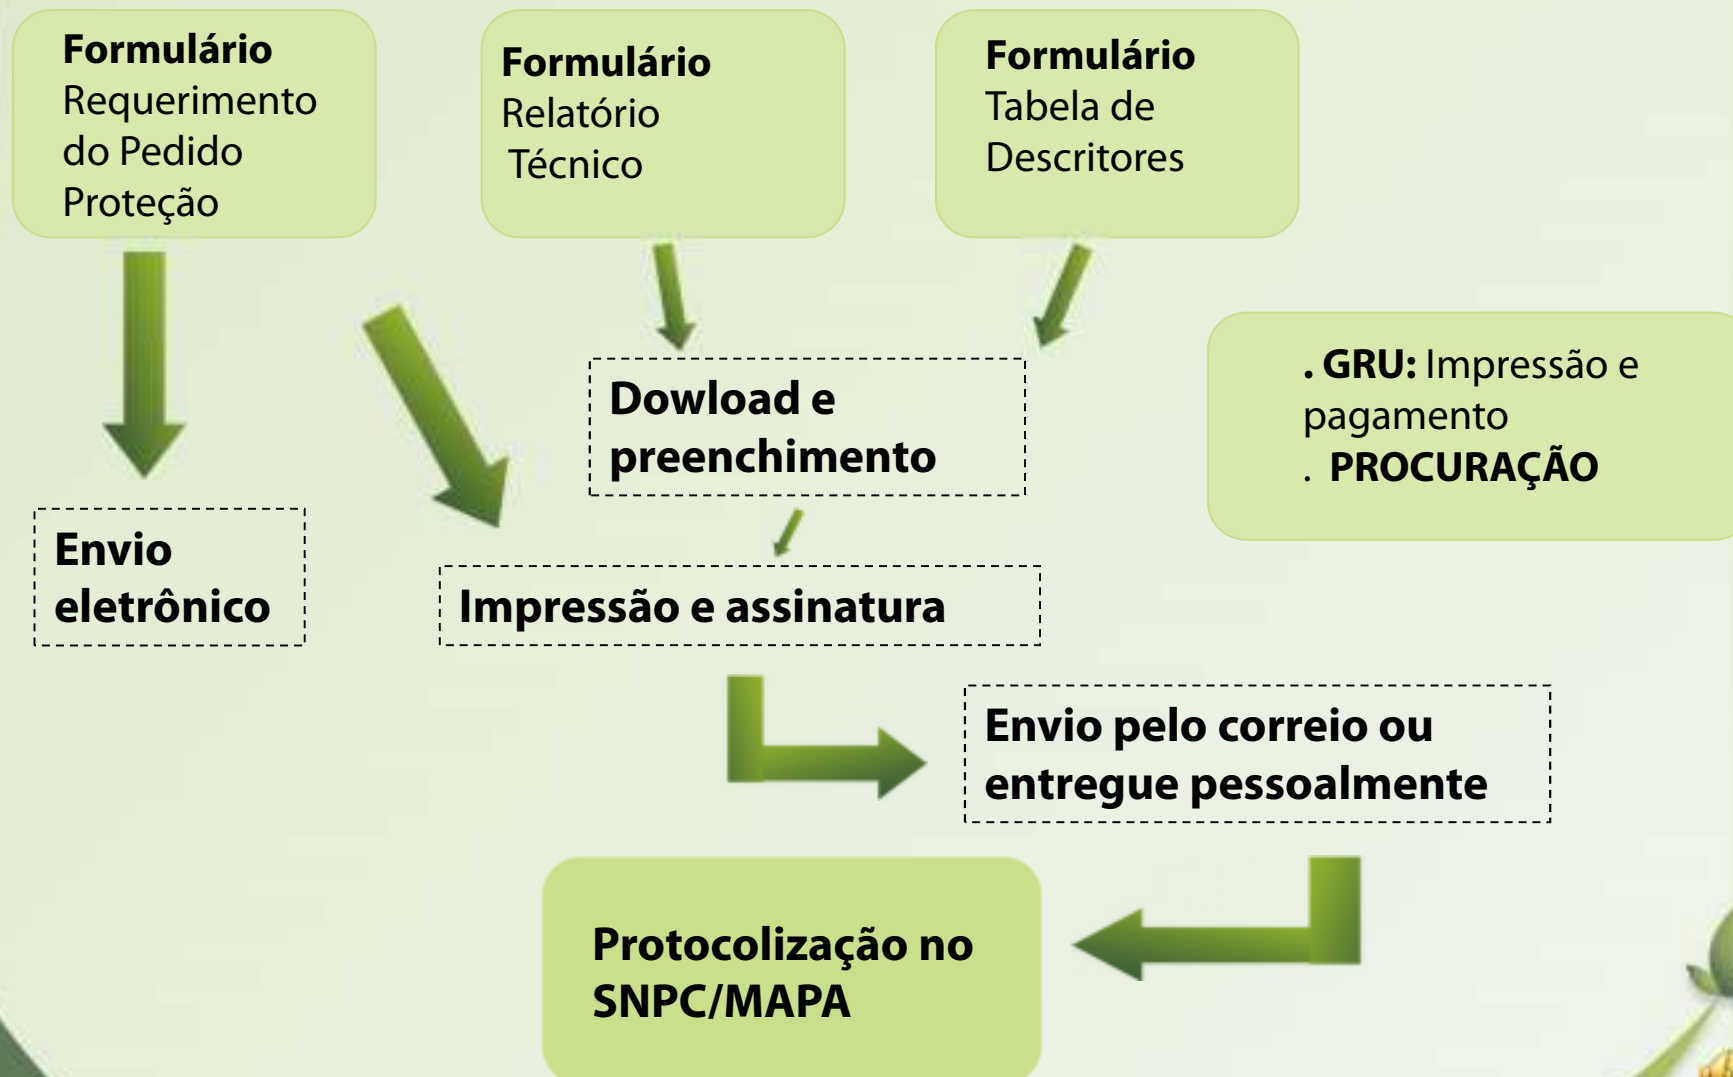 Formulário
Requerimento
do Pedido
Proteção
Formulário
Relatório
Técnico
Formulário
Tabela de
Descritores
. GRU: Impressão e
pagamento
. PROCURAÇÃO
Dowload e
preenchimento
Envio
eletrônico
Impressão e assinatura
Envio pelo correio ou
entregue pessoalmente
Protocolização no
SNPC/MAPA